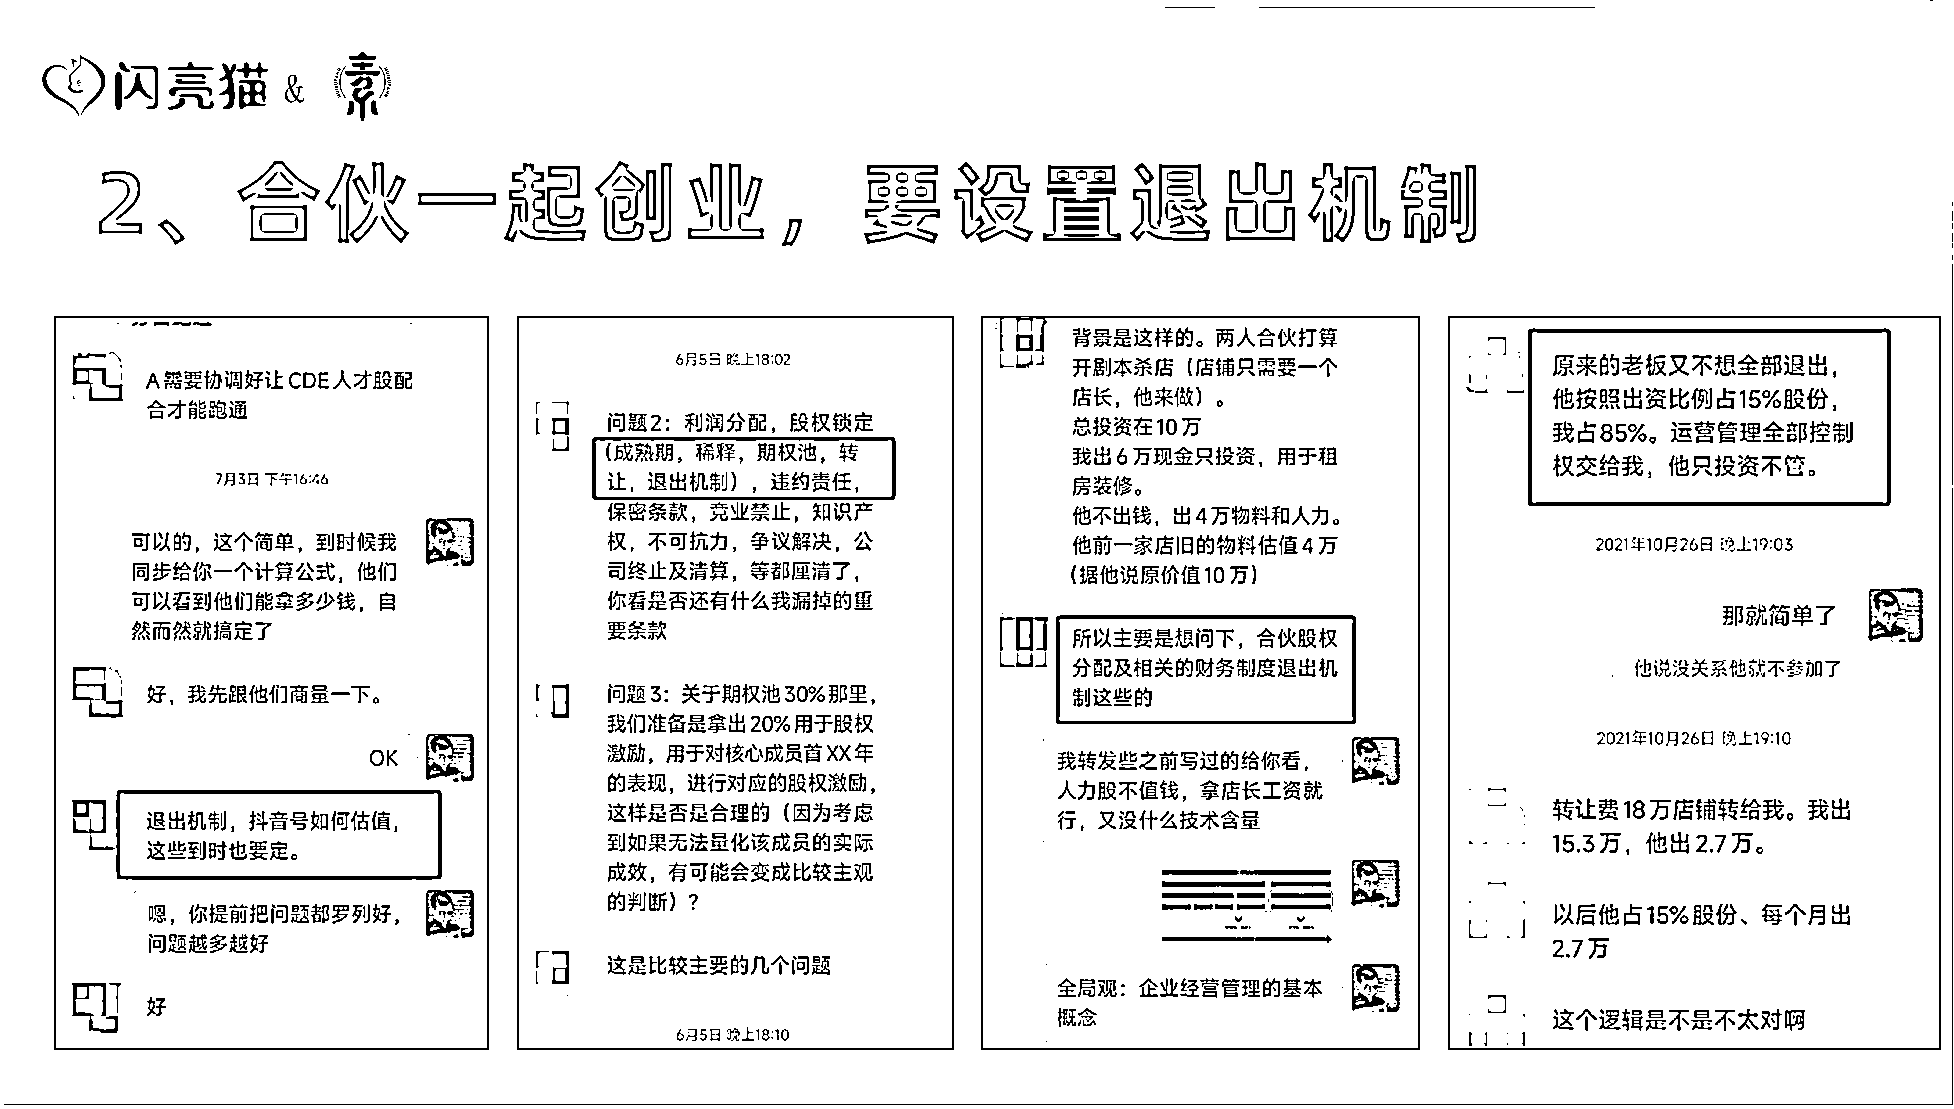 闪亮猫 & 素
2、合伙一起创业，要设置退出机制
A需要协调好让CDE人才股配
合才能跑通
7月3日 下午16:46
可以的，这个简单，到时候我
同步给你一个计算公式，他们
可以看到他们能拿多少钱，自
然而然就搞定了
好，我先跟他们商量一下。
OK
退出机制，抖音号如何估值，
这些到时也要定。
嗯，你提前把问题都罗列好，
问题越多越好
好
6月5日 晚上18:02
问题2：利润分配，股权锁定
（成熟期，稀释，期权池，转
让，退出机制），违约责任，
保密条款，竞业禁止，知识产
权，不可抗力，争议解决，公
司终止及清算，等都厘清了，
你看是否还有什么我漏掉的重
要条款
问题3：关于期权池30%那里，
我们准备是拿出20%用于股权
激励，用于对核心成员首XX年
的表现，进行对应的股权激励，
这样是否是合理的（因为考虑
到如果无法量化该成员的实际
成效，有可能会变成比较主观
的判断）？
这是比较主要的几个问题
6月5日 晚上18:10
背景是这样的。两人合伙打算
开剧本杀店（店铺只需要一个
店长，他来做）。
总投资在10万
我出6万现金只投资，用于租
房装修。
他不出钱，出4万物料和人力。
他前一家店旧的物料估值4万
（据他说原价值10万）
所以主要是想问下，合伙股权
分配及相关的财务制度退出机
制这些的
我转发些之前写过的给你看，
人力股不值钱，拿店长工资就
行，又没什么技术含量
全局观：企业经营管理的基本
概念
原来的老板又不想全部退出，
他按照出资比例占15%股份，
我占85%。运营管理全部控制
权交给我，他只投资不管。
2021年10月26日 晚上19:03
那就简单了
他说没关系他就不参加了
2021年10月26日 晚上19:10
转让费18万店铺转给我。我出
15.3万，他出2.7万。
以后他占15%股份、每个月出
2.7万
这个逻辑是不是不太对啊